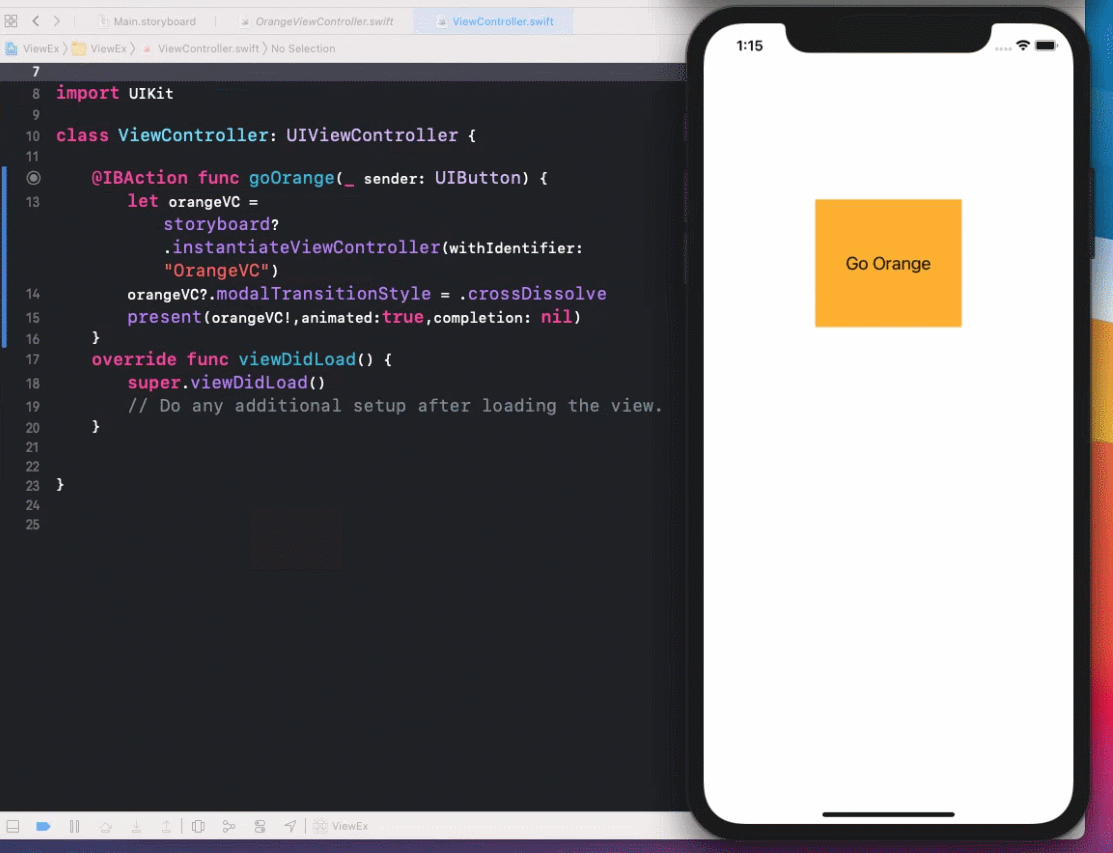 Main.storyboard
OrangeViewController.swift
ViewController.swift
ViewEx
ViewEx
ViewController.swift
No Selection
7
8 import UIKit
9
10 class ViewController: UIViewController {
11
@IBAction func goOrange(_ sender: UIButton) {
13 let orangeVC =
storyboard?
.instantiateViewController(withIdentifier:
"OrangeVC")
14 orangeVC?.modalTransitionStyle = .crossDissolve
15 present(orangeVC!,animated:true,completion: nil)
16 }
17 override func viewDidLoad() {
18 super.viewDidLoad()
19 // Do any additional setup after loading the view.
20 }
21
22
23 }
24
25
ViewEx
1:15
Go Orange